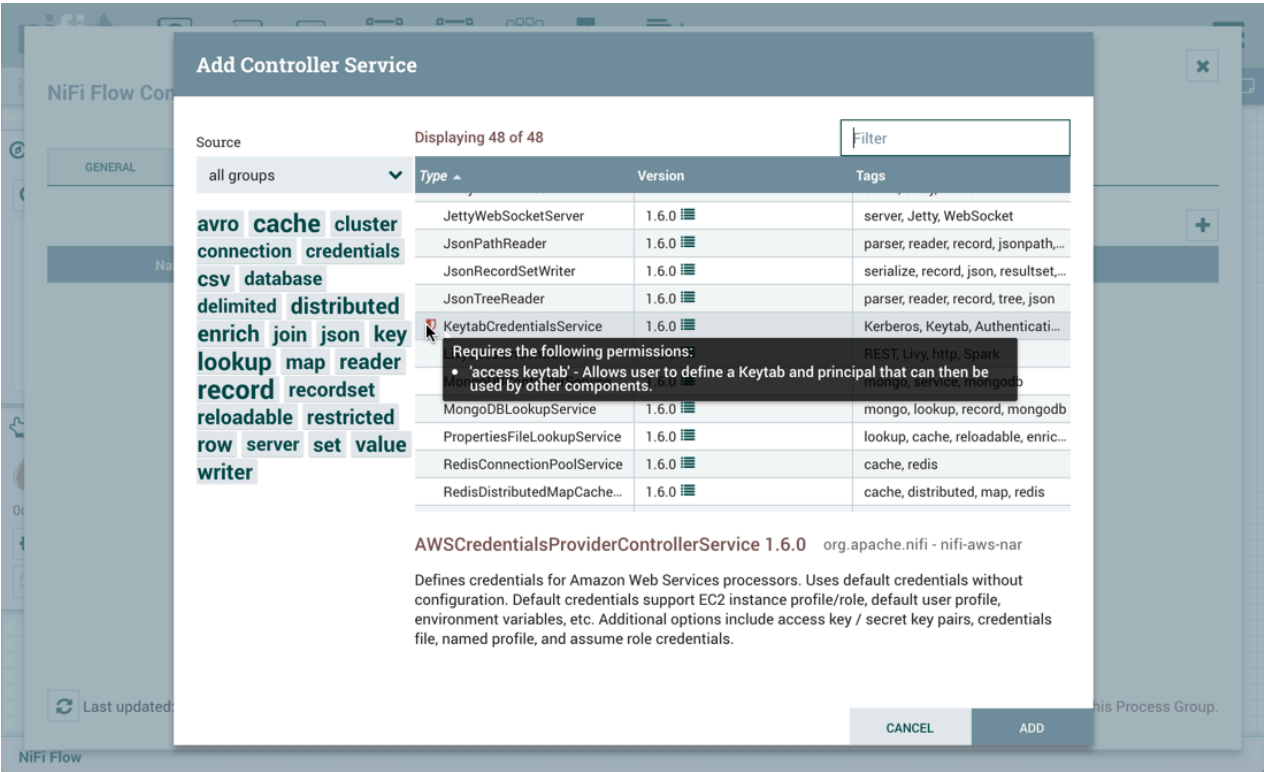 Add Controller Service
NiFi Flow Con
GENERAL
Source
Displaying 48 of 48
Filter
all groups
Type Version Tags
avro cache cluster
connection credentials
csv database
delimited distributed
enrich join json key
lookup map reader
record recordset
reloadable restricted
row server set value
writer
JettyWebSocketServer 1.6.0 server, Jetty, WebSocket
JsonPathReader 1.6.0 parser, reader, record, jsonpath,...
JsonRecordSetWriter 1.6.0 serialize, record, json, resultset,...
JsonTreeReader 1.6.0 parser, reader, record, tree, json
KeytabCredentialsService 1.6.0 Kerberos, Keytab, Authenticati...
REST, Livy, http, Spark
mongo, service, mongodb
Requires the following permissions:
• 'access keytab' - Allows user to define a Keytab and principal that can then be
used by other components.
MongoDBLookupService 1.6.0 mongo, lookup, record, mongodb
PropertiesFileLookupService 1.6.0 lookup, cache, reloadable, enric...
RedisConnectionPoolService 1.6.0 cache, redis
RedisDistributedMapCache... 1.6.0 cache, distributed, map, redis
AWSCredentialsProviderControllerService 1.6.0 org.apache.nifi - nifi-aws-nar
Defines credentials for Amazon Web Services processors. Uses default credentials without
configuration. Default credentials support EC2 instance profile/role, default user profile,
environment variables, etc. Additional options include access key / secret key pairs, credentials
file, named profile, and assume role credentials.
Last updated:
his Process Group.
CANCEL ADD
NiFi Flow